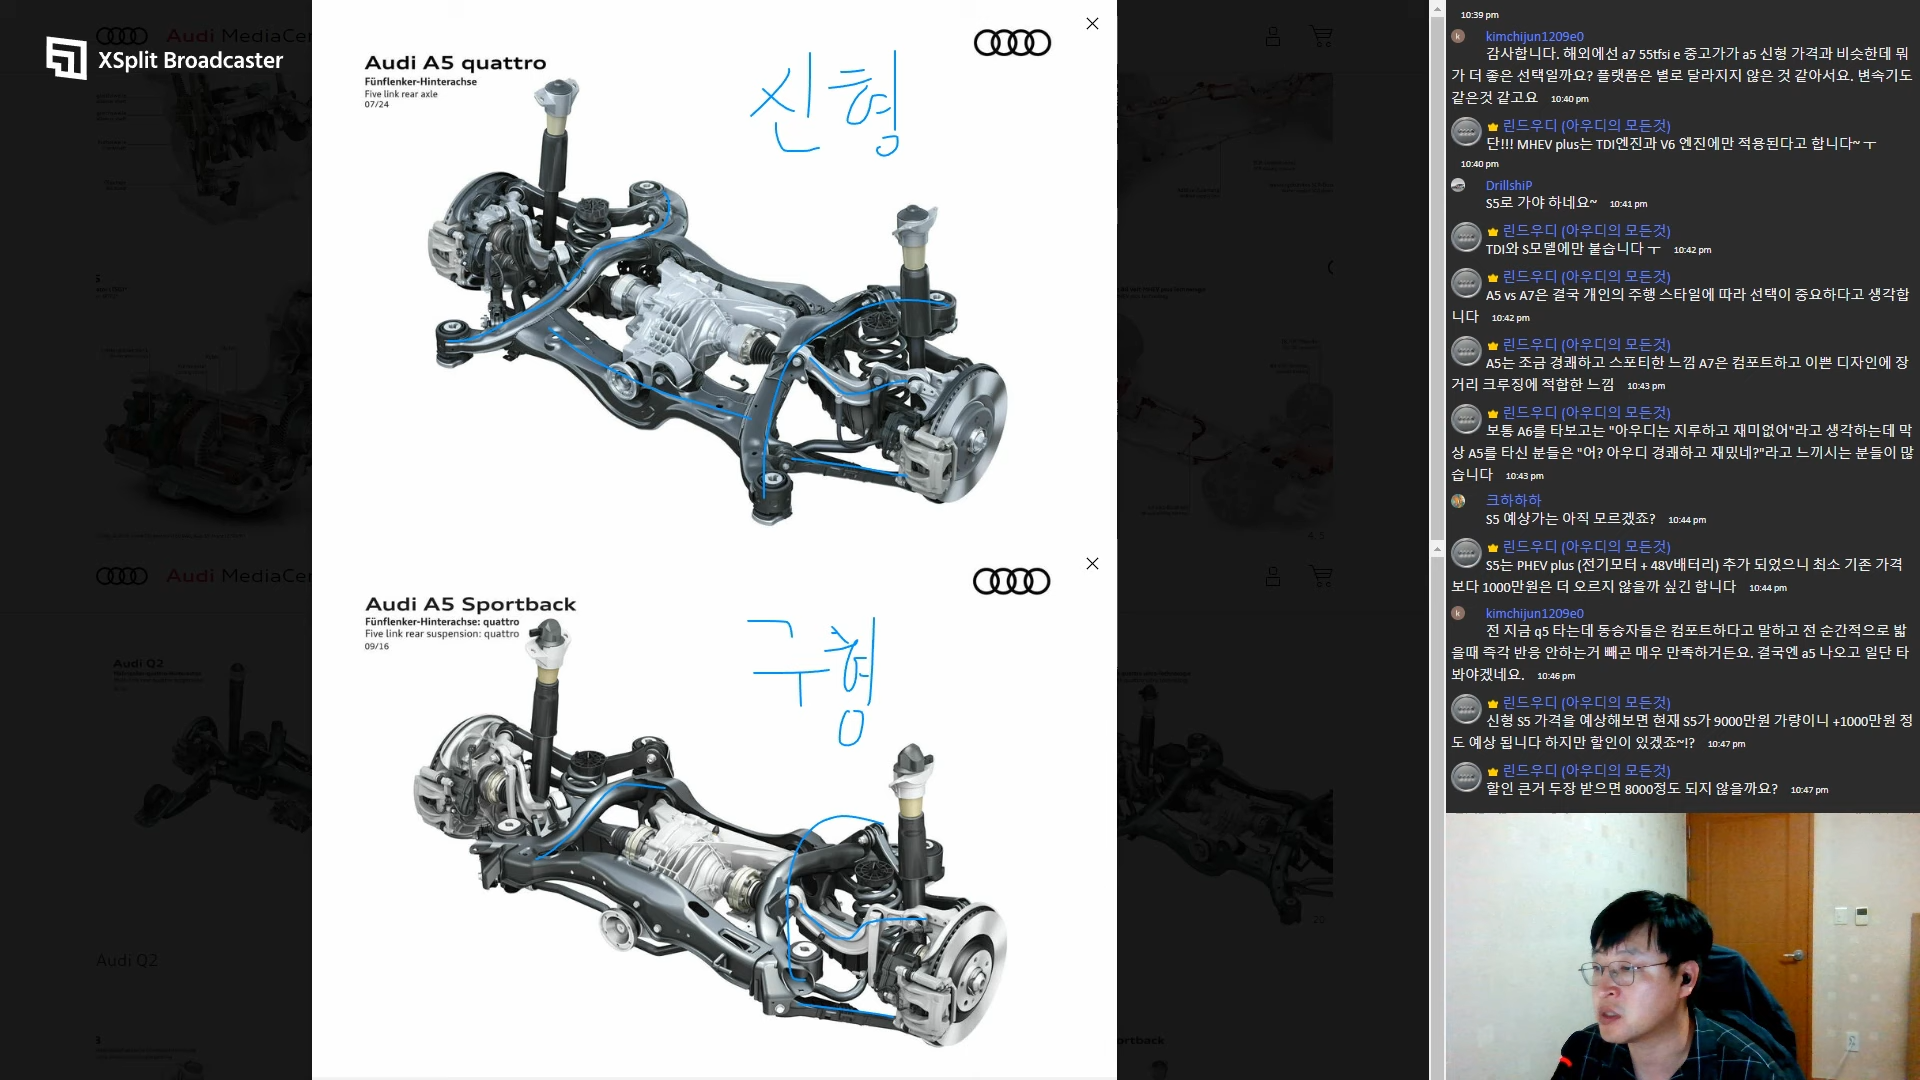 XSplit Broadcaster
Audi MediaCen
Audi A5 quattro
Fünflenker-Hinterachse
Five link rear axle
07/24
신형
Audi MediaCen
Audi Q2
Audi A5 Sportback
Fünflenker-Hinterachse: quattro
Five link rear suspension: quattro
09/16
구형
Audi Q2
10:39 pm
kimchijun1209e0
감사합니다. 해외에선 a7 55tfsi e 중고가가 a5 신형 가격과 비슷한데 뭐
가 더 좋은 선택일까요? 플랫폼은 별로 달라지지 않은 것 같아서요. 변속기도
같은것 같고요 10:40 pm
린드우디 (아우디의 모든것)
단!!! MHEV plus는 TDI엔진과 V6 엔진에만 적용된다고 합니다~ ㅜ
10:40 pm
DrillshiP
S5로 가야 하네요~ 10:41 pm
린드우디 (아우디의 모든것)
TDI와 S모델에만 붙습니다 ㅜ 10:42 pm
린드우디 (아우디의 모든것)
A5 vs A7은 결국 개인의 주행 스타일에 따라 선택이 중요하다고 생각합
니다 10:42 pm
린드우디 (아우디의 모든것)
A5는 조금 경쾌하고 스포티한 느낌 A7은 컴포트하고 이쁜 디자인에 장
거리 크루징에 적합한 느낌 10:43 pm
린드우디 (아우디의 모든것)
보통 A6를 타보고는 "아우디는 지루하고 재미없어"라고 생각하는데 막
상 A5를 타신 분들은 "어? 아우디 경쾌하고 재밌네?"라고 느끼시는 분들이 많
습니다 10:43 pm
크하하하
S5 예상가는 아직 모르겠죠? 10:44 pm
린드우디 (아우디의 모든것)
S5는 PHEV plus (전기모터 + 48V배터리) 추가 되었으니 최소 기존 가격
보다 1000만원은 더 오르지 않을까 싶긴 합니다 10:44 pm
kimchijun1209e0
전 지금 q5 타는데 동승자들은 컴포트하다고 말하고 전 순간적으로 밟
을때 즉각 반응 안하는거 빼곤 매우 만족하거든요. 결국엔 a5 나오고 일단 타
봐야겠네요. 10:46 pm
린드우디 (아우디의 모든것)
신형 S5 가격을 예상해보면 현재 S5가 9000만원 가량이니 +1000만원 정
도 예상 됩니다 하지만 할인이 있겠죠~!? 10:47 pm
린드우디 (아우디의 모든것)
할인 큰거 두장 받으면 8000정도 되지 않을까요? 10:47 pm